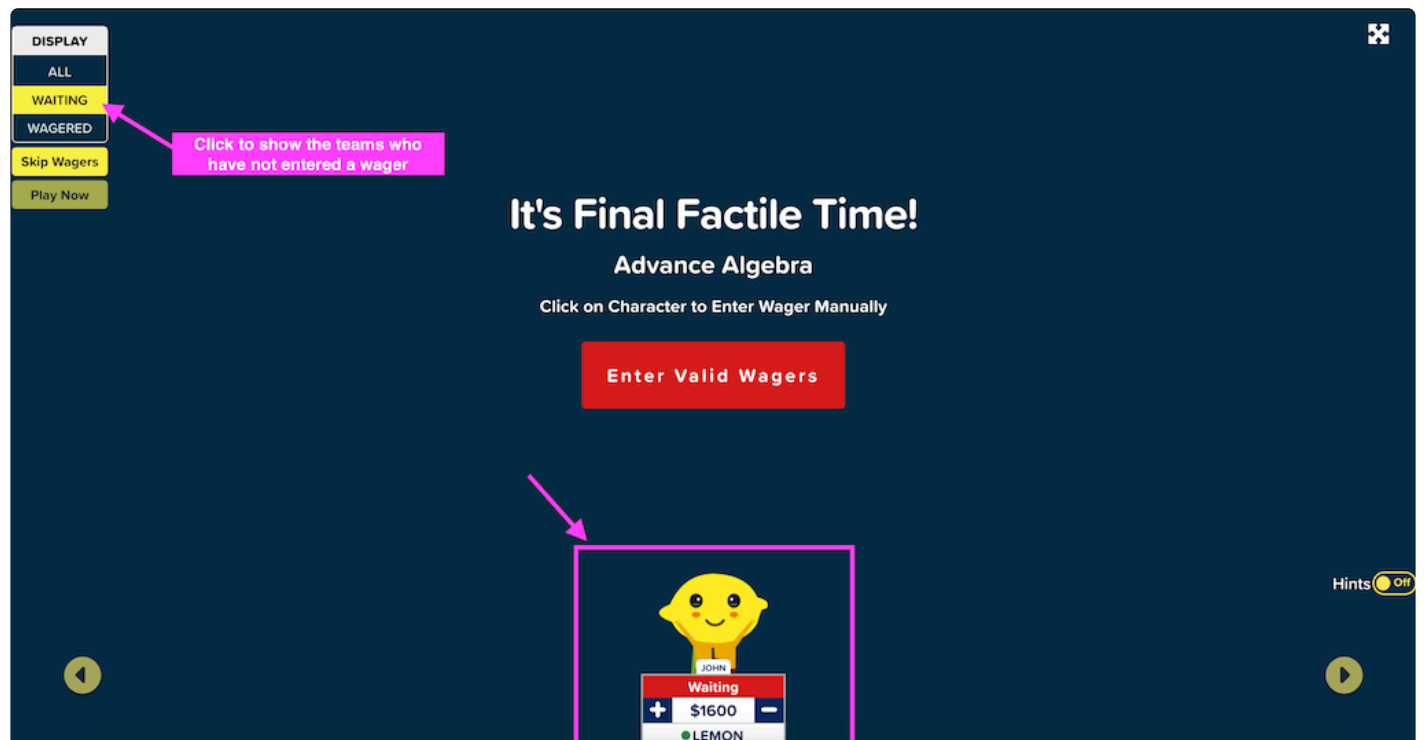 DISPLAY
ALL
WAITING
WAGERED
Skip Wagers
Play Now
Click to show the teams who
have not entered a wager
It's Final Factile Time!
Advance Algebra
Click on Character to Enter Wager Manually
Enter Valid Wagers
Hints Off
L
JOHN
Waiting
+ $1600 −
LEMON